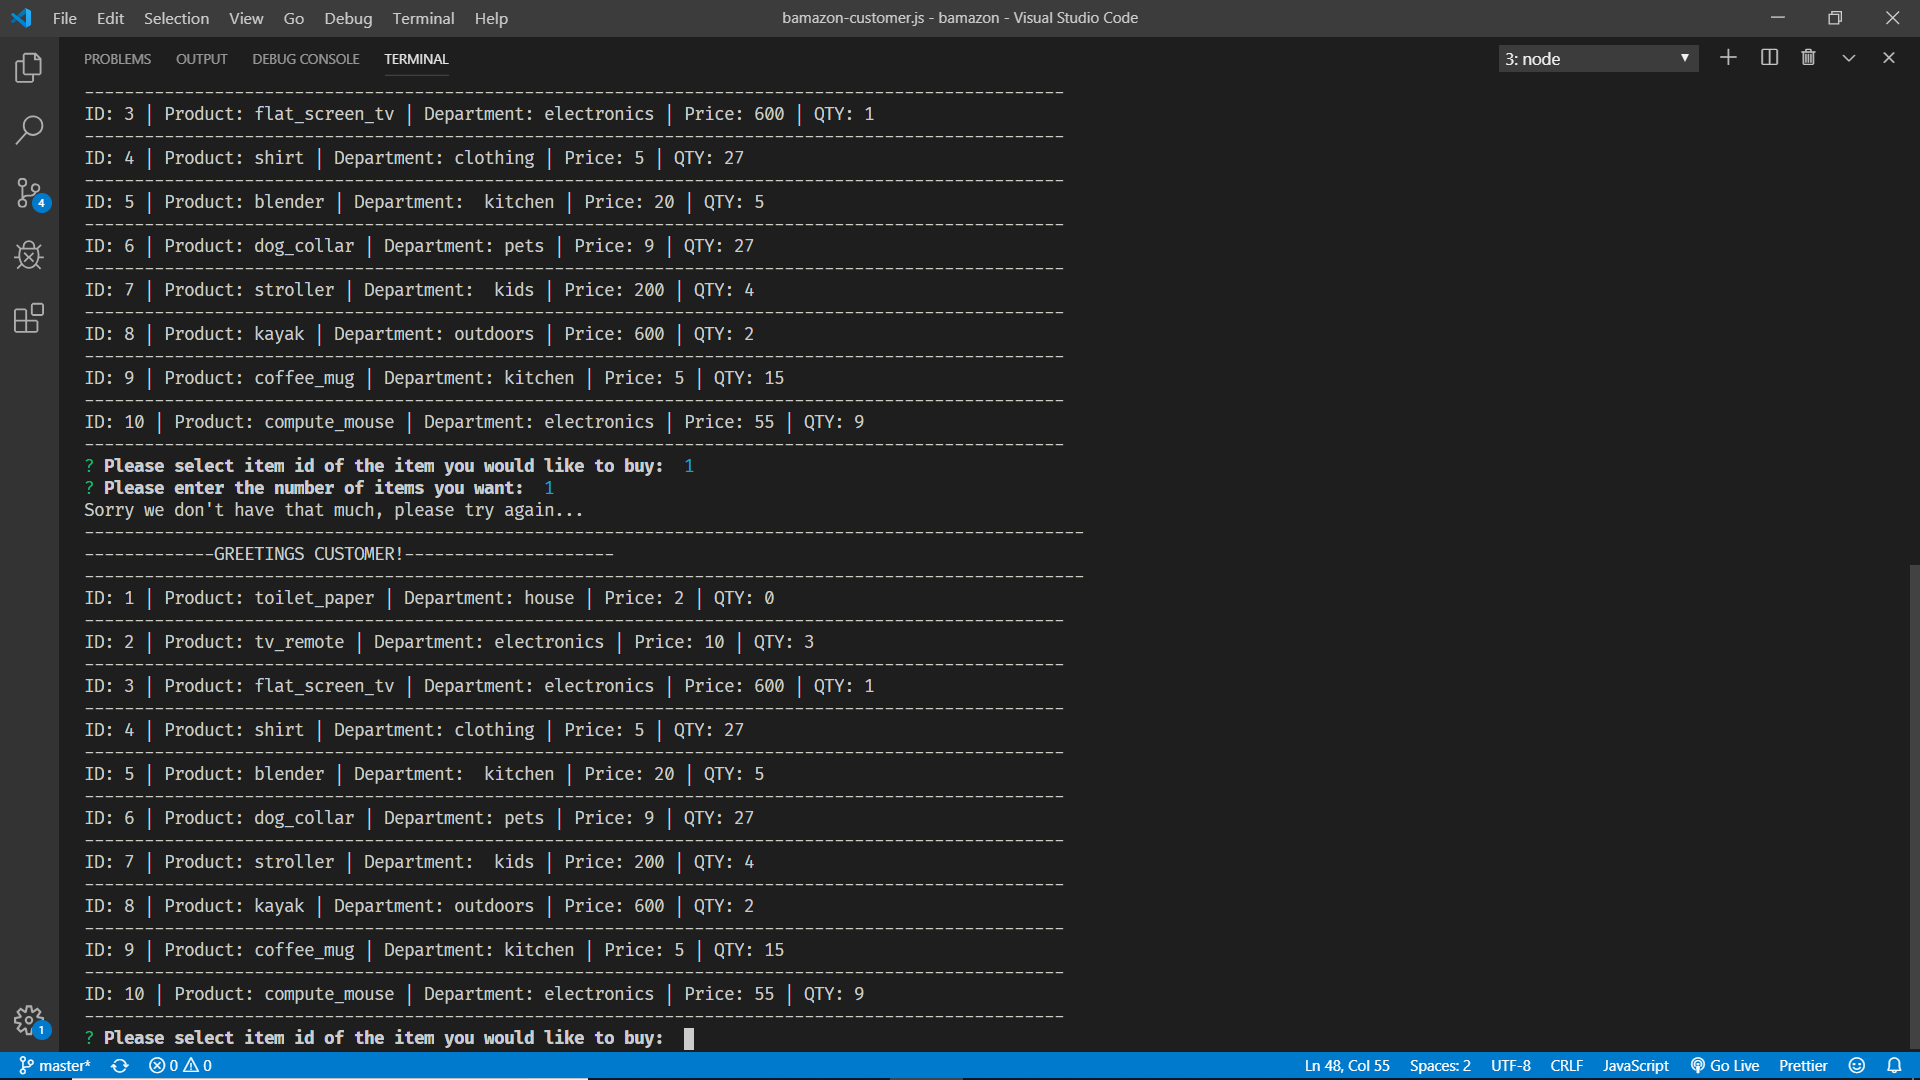 File Edit Selection View Go Debug Terminal Help bamazon-customer.js - bamazon - Visual Studio Code
PROBLEMS OUTPUT DEBUG CONSOLE TERMINAL 3: node
--------------------------------------------------------------------------------------------------
ID: 3 | Product: flat_screen_tv | Department: electronics | Price: 600 | QTY: 1
--------------------------------------------------------------------------------------------------
ID: 4 | Product: shirt | Department: clothing | Price: 5 | QTY: 27
--------------------------------------------------------------------------------------------------
ID: 5 | Product: blender | Department:  kitchen | Price: 20 | QTY: 5
--------------------------------------------------------------------------------------------------
ID: 6 | Product: dog_collar | Department: pets | Price: 9 | QTY: 27
--------------------------------------------------------------------------------------------------
ID: 7 | Product: stroller | Department:  kids | Price: 200 | QTY: 4
--------------------------------------------------------------------------------------------------
ID: 8 | Product: kayak | Department: outdoors | Price: 600 | QTY: 2
--------------------------------------------------------------------------------------------------
ID: 9 | Product: coffee_mug | Department: kitchen | Price: 5 | QTY: 15
--------------------------------------------------------------------------------------------------
ID: 10 | Product: compute_mouse | Department: electronics | Price: 55 | QTY: 9
--------------------------------------------------------------------------------------------------
? Please select item id of the item you would like to buy:  1
? Please enter the number of items you want:  1
Sorry we don't have that much, please try again...
----------------------------------------------------------------------------------------------------
-------------GREETINGS CUSTOMER!---------------------
----------------------------------------------------------------------------------------------------
ID: 1 | Product: toilet_paper | Department: house | Price: 2 | QTY: 0
--------------------------------------------------------------------------------------------------
ID: 2 | Product: tv_remote | Department: electronics | Price: 10 | QTY: 3
--------------------------------------------------------------------------------------------------
ID: 3 | Product: flat_screen_tv | Department: electronics | Price: 600 | QTY: 1
--------------------------------------------------------------------------------------------------
ID: 4 | Product: shirt | Department: clothing | Price: 5 | QTY: 27
--------------------------------------------------------------------------------------------------
ID: 5 | Product: blender | Department:  kitchen | Price: 20 | QTY: 5
--------------------------------------------------------------------------------------------------
ID: 6 | Product: dog_collar | Department: pets | Price: 9 | QTY: 27
--------------------------------------------------------------------------------------------------
ID: 7 | Product: stroller | Department:  kids | Price: 200 | QTY: 4
--------------------------------------------------------------------------------------------------
ID: 8 | Product: kayak | Department: outdoors | Price: 600 | QTY: 2
--------------------------------------------------------------------------------------------------
ID: 9 | Product: coffee_mug | Department: kitchen | Price: 5 | QTY: 15
--------------------------------------------------------------------------------------------------
ID: 10 | Product: compute_mouse | Department: electronics | Price: 55 | QTY: 9
--------------------------------------------------------------------------------------------------
? Please select item id of the item you would like to buy:
4
1
master* 0 0 Ln 48, Col 55 Spaces: 2 UTF-8 CRLF JavaScript Go Live Prettier